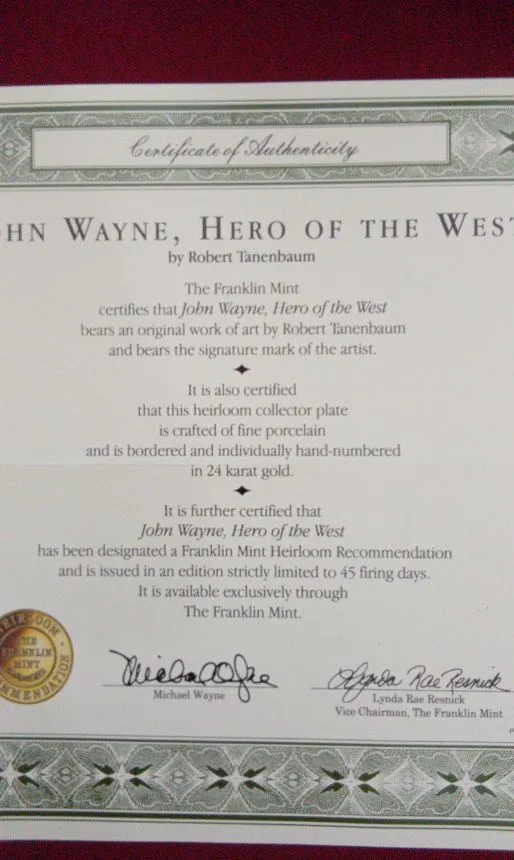 Certificate of Authenticity
OHN WAYNE, HERO OF THE WEST
by Robert Tanenbaum
The Franklin Mint
certifies that John Wayne, Hero of the West
bears an original work of art by Robert Tanenbaum
and bears the signature mark of the artist.
It is also certified
that this heirloom collector plate
is crafted of fine porcelain
and is bordered and individually hand-numbered
in 24 karat gold.
It is further certified that
John Wayne, Hero of the West
has been designated a Franklin Mint Heirloom Recommendation
and is issued in an edition strictly limited to 45 firing days.
It is available exclusively through
The Franklin Mint.
HEIRLOOM
THE
FRANKLIN
MINT
MMENDATION
Michael Wayne
Michael Wayne
Lynda Rae Resnick
Lynda Rae Resnick
Vice Chairman, The Franklin Mint